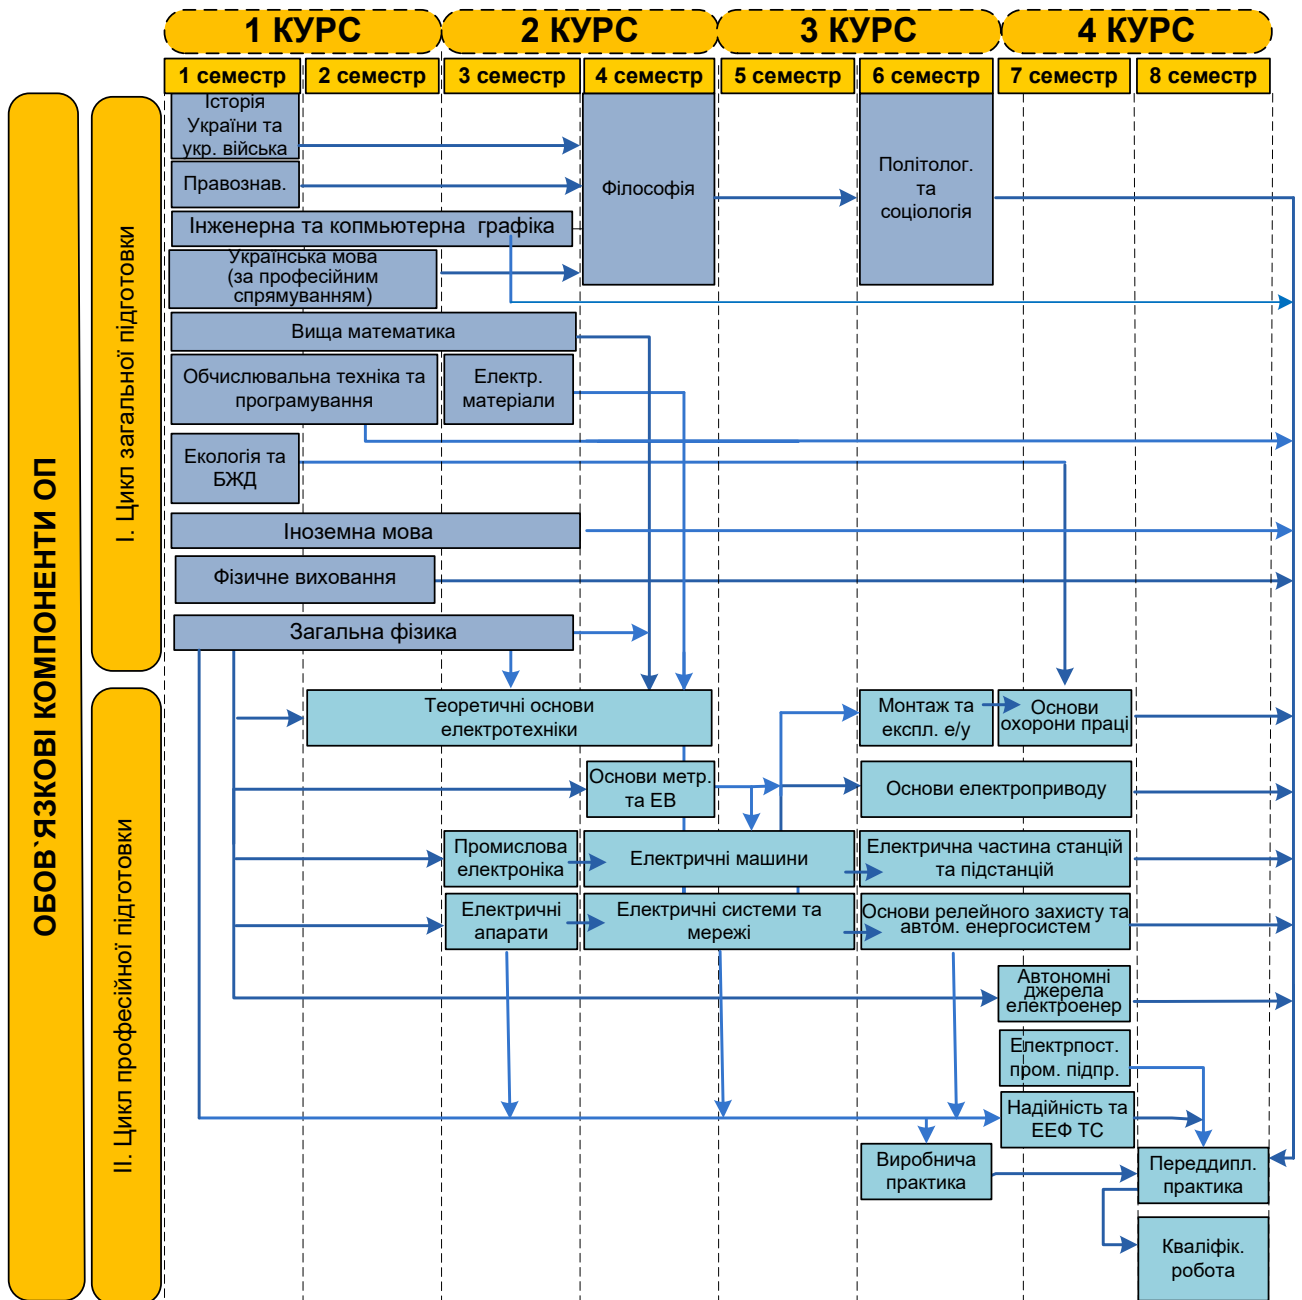 1 КУРС
2 КУРС
3 КУРС
4 КУРС
1 семестр
2 семестр
3 семестр
4 семестр
5 семестр
6 семестр
7 семестр
8 семестр
ОБОВ`ЯЗКОВІ КОМПОНЕНТИ ОП
І. Цикл загальної підготовки
Історія
України та
укр. війська
Правознав.
Інженерна та копмьютерна графіка
Українська мова
(за професійним
спрямуванням)
Філософія
Політолог.
та
соціологія
Вища математика
Обчислювальна техніка та
програмування
Електр.
матеріали
Екологія та
БЖД
Іноземна мова
Фізичне виховання
Загальна фізика
ІІ. Цикл професійної підготовки
Теоретичні основи
електротехніки
Монтаж та
експл. е/у
Основи
охорони праці
Основи метр.
та ЕВ
Основи електроприводу
Промислова
електроніка
Електричні машини
Електрична частина станцій
та підстанцій
Електричні
апарати
Електричні системи та
мережі
Основи релейного захисту та
автом. енергосистем
Автономні
джерела
електроенер
Електрпост.
пром. підпр.
Надійність та
ЕЕФ ТС
Виробнича
практика
Переддипл.
практика
Кваліфік.
робота